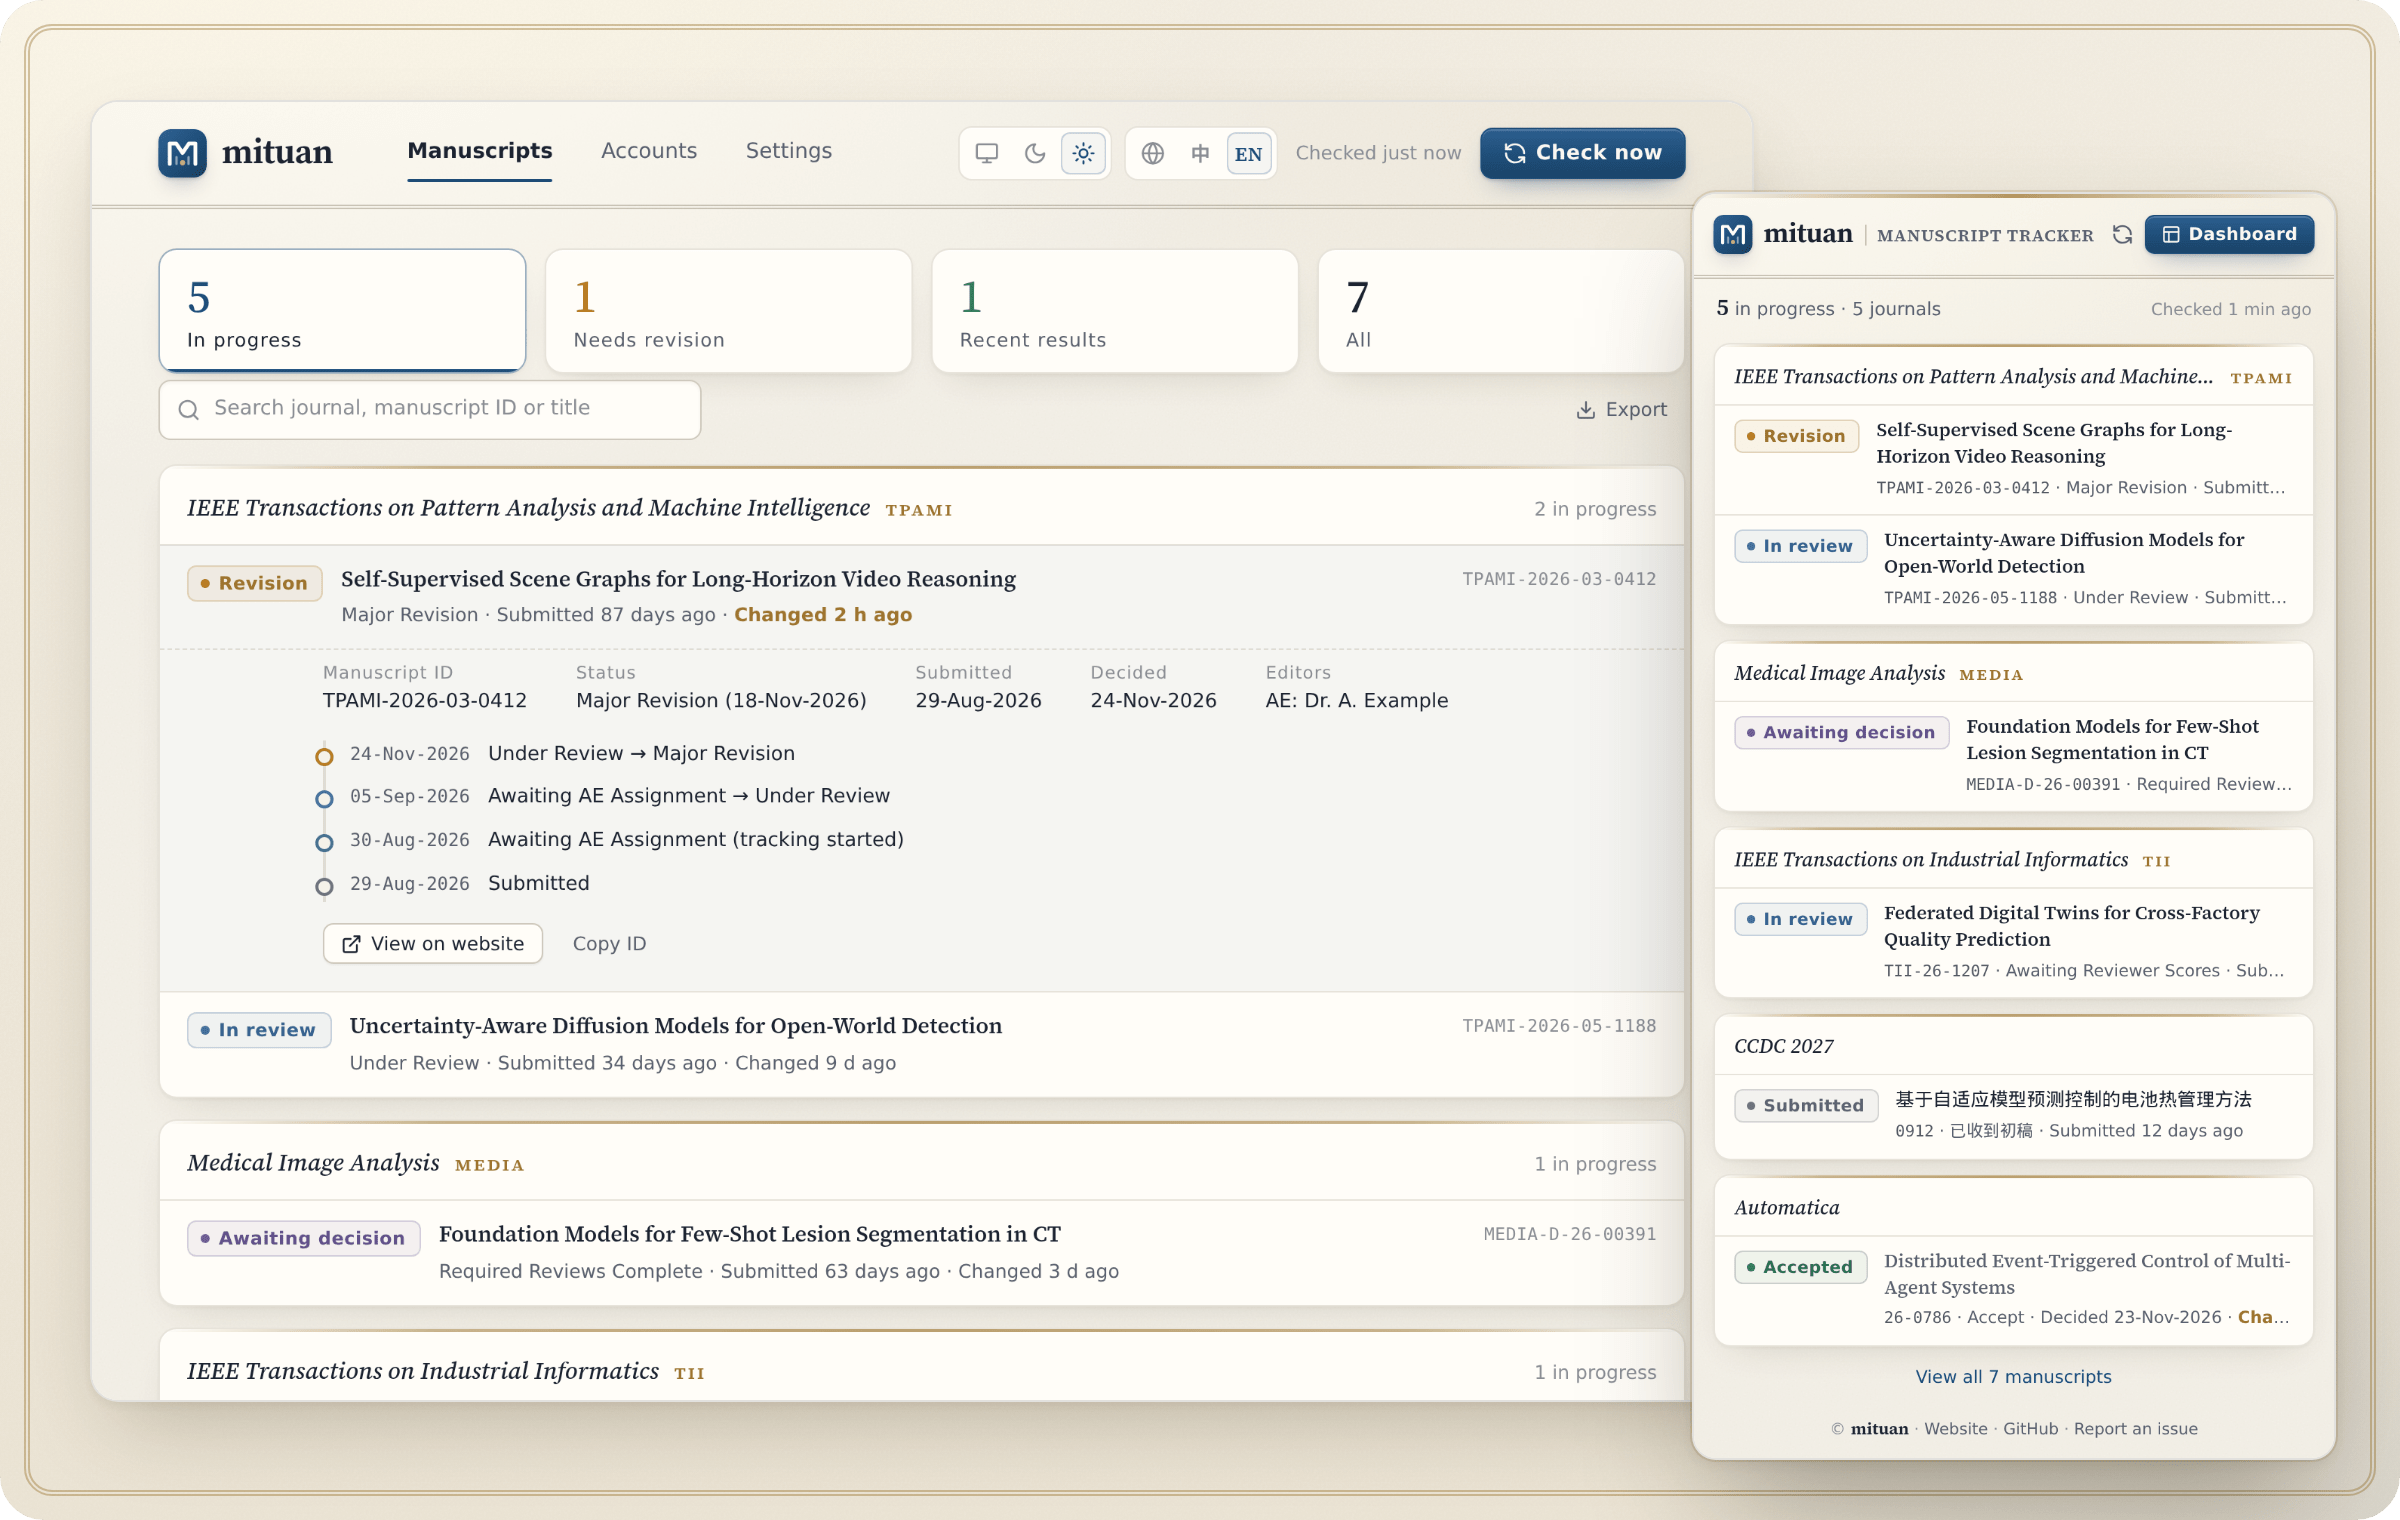 mituan
Manuscripts Accounts Settings
中 EN Checked just now Check now
5
In progress
1
Needs revision
1
Recent results
7
All
Search journal, manuscript ID or title
Export
IEEE Transactions on Pattern Analysis and Machine Intelligence TPAMI 2 in progress
Revision Self-Supervised Scene Graphs for Long-Horizon Video Reasoning TPAMI-2026-03-0412
Major Revision · Submitted 87 days ago · Changed 2 h ago
Manuscript ID Status Submitted Decided Editors
TPAMI-2026-03-0412 Major Revision (18-Nov-2026) 29-Aug-2026 24-Nov-2026 AE: Dr. A. Example
24-Nov-2026 Under Review → Major Revision
05-Sep-2026 Awaiting AE Assignment → Under Review
30-Aug-2026 Awaiting AE Assignment (tracking started)
29-Aug-2026 Submitted
View on website Copy ID
In review Uncertainty-Aware Diffusion Models for Open-World Detection TPAMI-2026-05-1188
Under Review · Submitted 34 days ago · Changed 9 d ago
Medical Image Analysis MEDIA 1 in progress
Awaiting decision Foundation Models for Few-Shot Lesion Segmentation in CT MEDIA-D-26-00391
Required Reviews Complete · Submitted 63 days ago · Changed 3 d ago
IEEE Transactions on Industrial Informatics TII 1 in progress
mituan MANUSCRIPT TRACKER Dashboard
5 in progress · 5 journals Checked 1 min ago
IEEE Transactions on Pattern Analysis and Machine... TPAMI
Revision Self-Supervised Scene Graphs for Long-
Horizon Video Reasoning
TPAMI-2026-03-0412 · Major Revision · Submitt...
In review Uncertainty-Aware Diffusion Models for
Open-World Detection
TPAMI-2026-05-1188 · Under Review · Submitt...
Medical Image Analysis MEDIA
Awaiting decision Foundation Models for Few-Shot
Lesion Segmentation in CT
MEDIA-D-26-00391 · Required Review...
IEEE Transactions on Industrial Informatics TII
In review Federated Digital Twins for Cross-Factory
Quality Prediction
TII-26-1207 · Awaiting Reviewer Scores · Sub...
CCDC 2027
Submitted 基于自适应模型预测控制的电池热管理方法
0912 · 已收到初稿 · Submitted 12 days ago
Automatica
Accepted Distributed Event-Triggered Control of Multi-
Agent Systems
26-0786 · Accept · Decided 23-Nov-2026 · Cha...
View all 7 manuscripts
© mituan · Website · GitHub · Report an issue